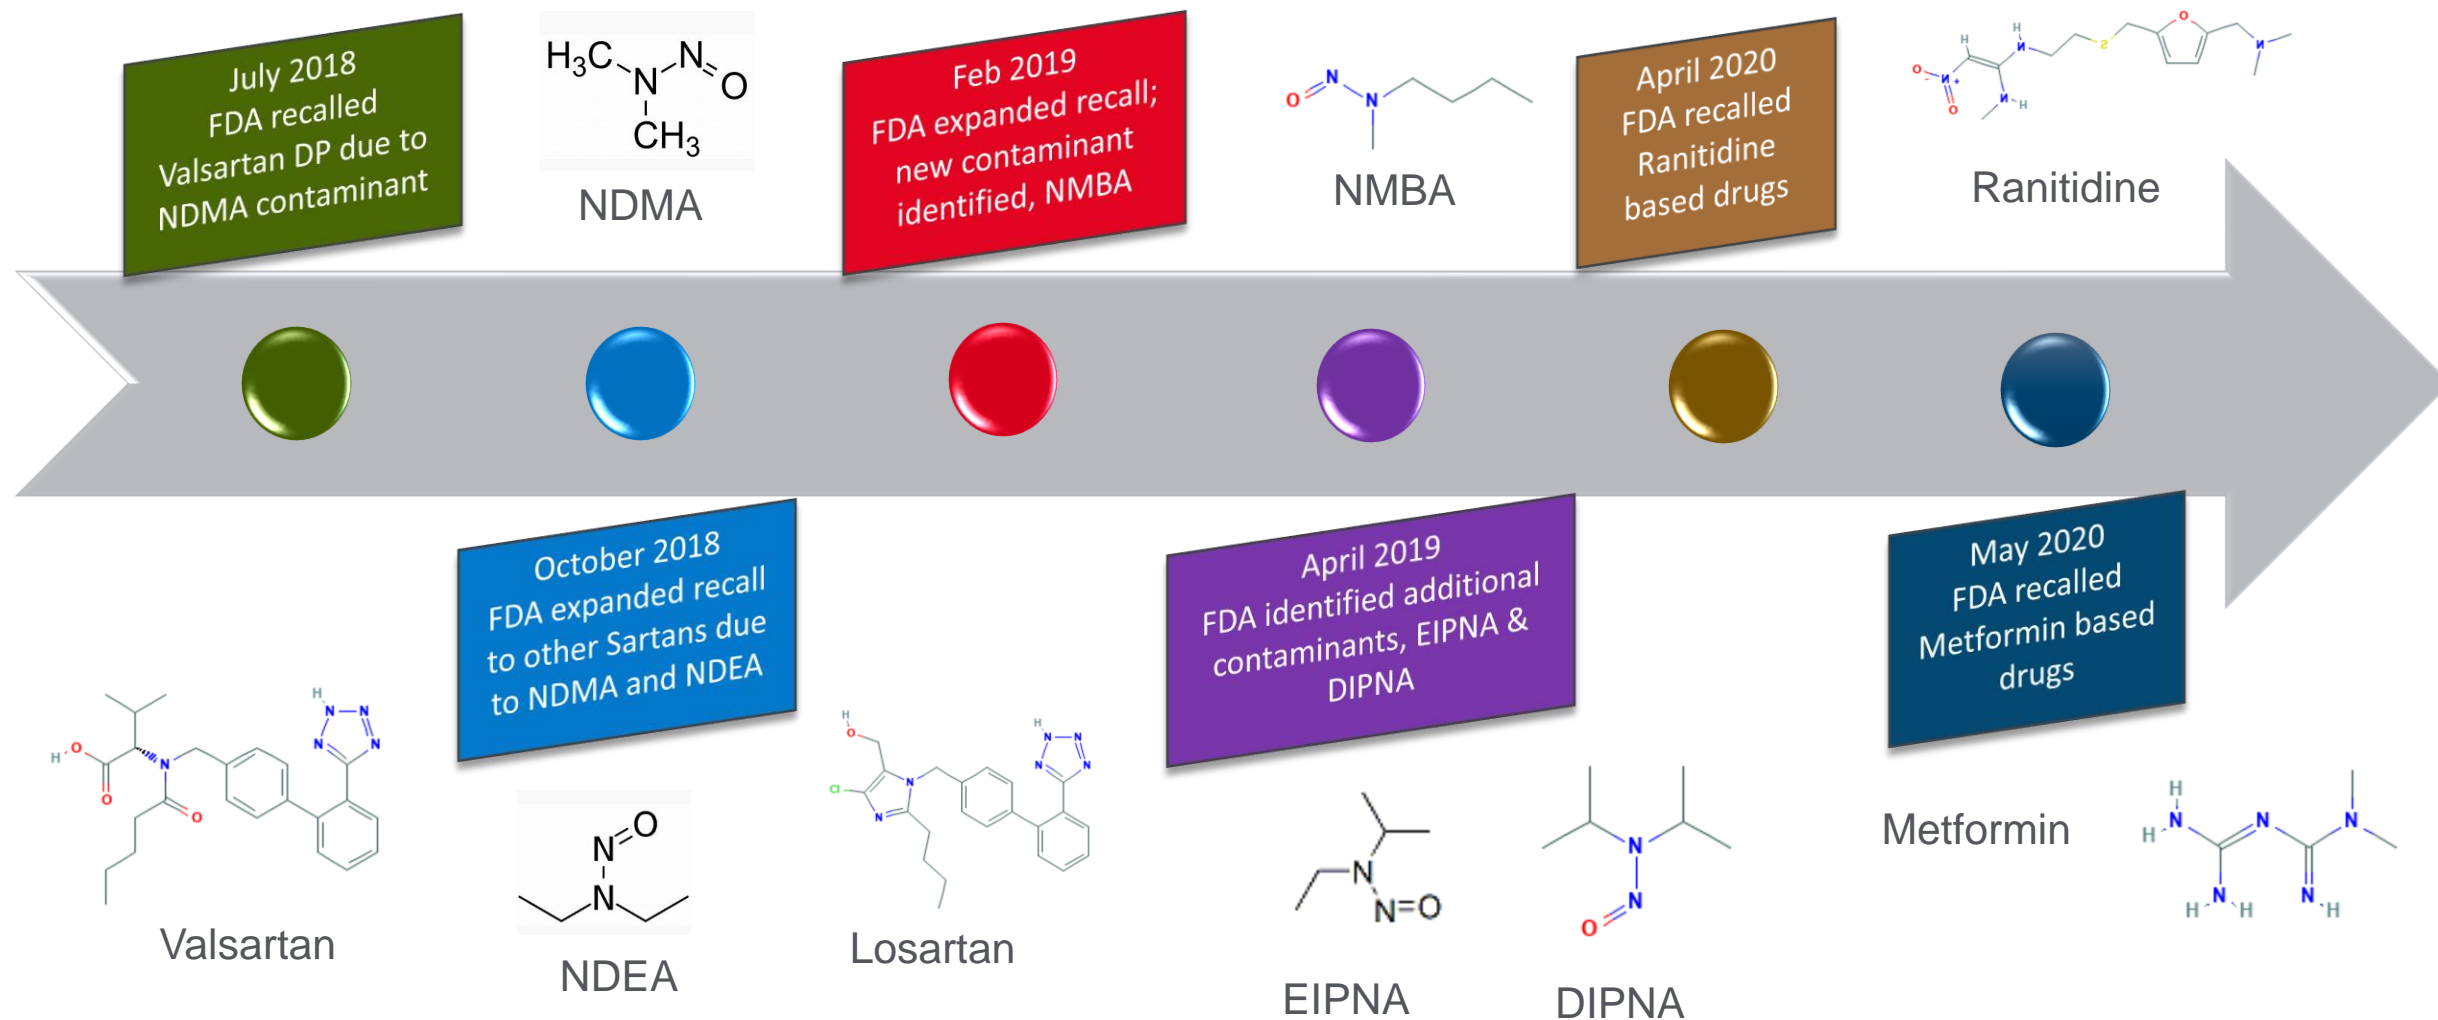 July 2018
FDA recalled
Valsartan DP due to
NDMA contaminant
H₃C
N
N
O
CH₃
NDMA
Feb 2019
FDA expanded recall;
new contaminant
identified, NMBA
N
O
N
NMBA
April 2020
FDA recalled
Ranitidine
based drugs
O
H
H
N
S
N
O
-
N
+
O
N
H
Ranitidine
October 2018
FDA expanded recall
to other Sartans due
to NDMA and NDEA
April 2019
FDA identified additional
contaminants, EIPNA &
DIPNA
May 2020
FDA recalled
Metformin based
drugs
H
N
N
N
N
H
O
N
O
O
Valsartan
O
N
N
NDEA
H
O
H
N
N
N
N
Cl
N
N
Losartan
N
N=O
EIPNA
N
N
O
DIPNA
Metformin
H
H
N
N
N
N
H
H
N
H